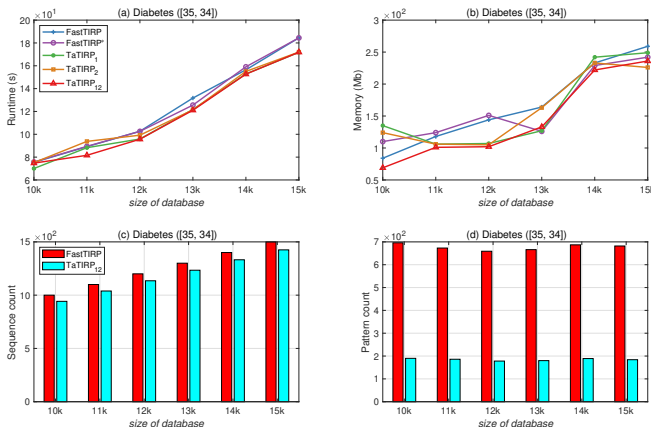 (a) Diabetes ([35, 34])
×10^1
20
18
16
14
12
10
8
6
Runtime (s)
FastTIRP
FastTIRP'
TaTIRP_1
TaTIRP_2
TaTIRP_12
10k 11k 12k 13k 14k 15k
size of database
(b) Diabetes ([35, 34])
×10^2
3
2.5
2
1.5
1
0.5
Memory (Mb)
10k 11k 12k 13k 14k 15k
size of database
(c) Diabetes ([35, 34])
×10^2
15
10
5
0
Sequence count
FastTIRP
TaTIRP_12
10k 11k 12k 13k 14k 15k
size of database
(d) Diabetes ([35, 34])
×10^2
7
6
5
4
3
2
1
0
Pattern count
10k 11k 12k 13k 14k 15k
size of database